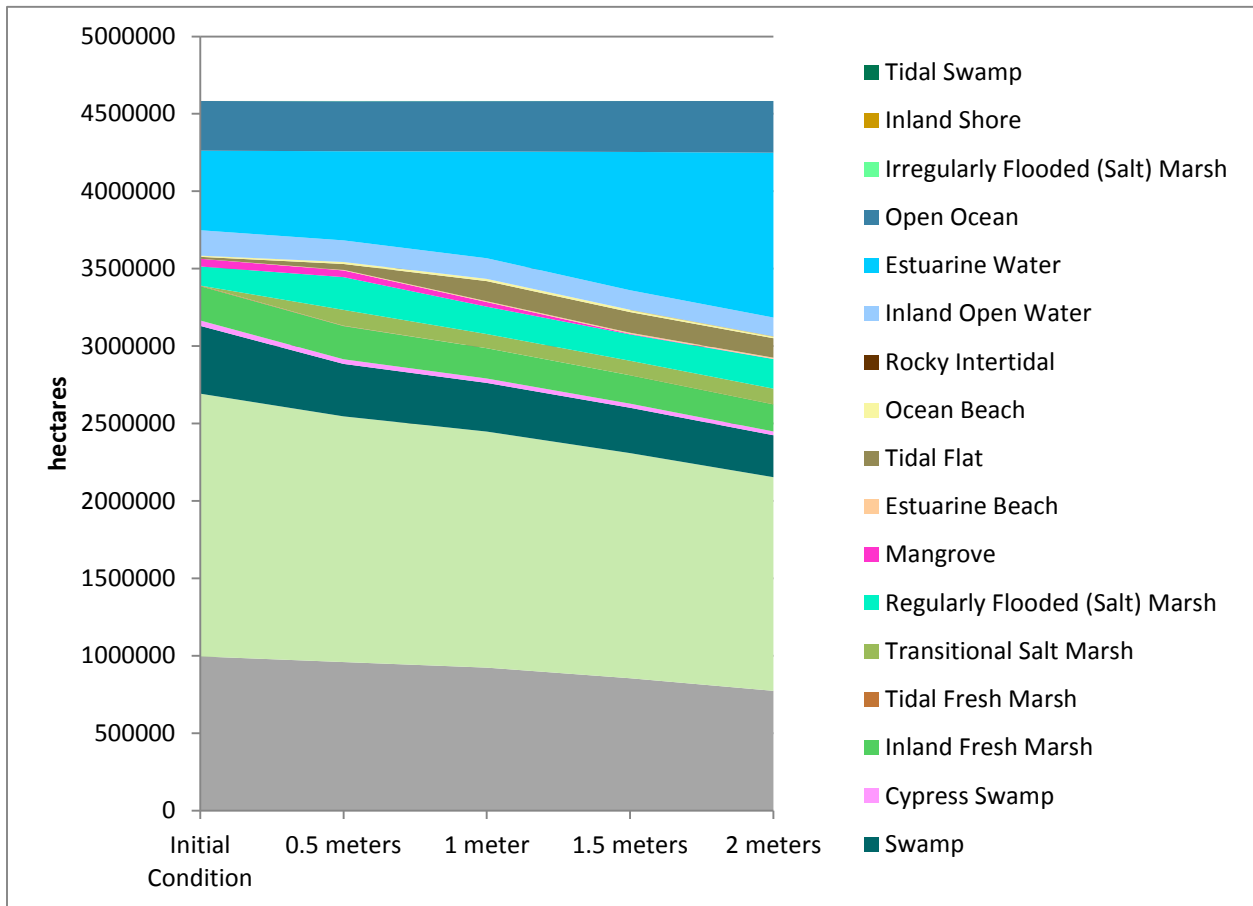 5000000
4500000
4000000
3500000
3000000
2500000
2000000
1500000
1000000
500000
0
hectares
Initial
Condition
0.5 meters
1 meter
1.5 meters
2 meters
Tidal Swamp
Inland Shore
Irregularly Flooded (Salt) Marsh
Open Ocean
Estuarine Water
Inland Open Water
Rocky Intertidal
Ocean Beach
Tidal Flat
Estuarine Beach
Mangrove
Regularly Flooded (Salt) Marsh
Transitional Salt Marsh
Tidal Fresh Marsh
Inland Fresh Marsh
Cypress Swamp
Swamp